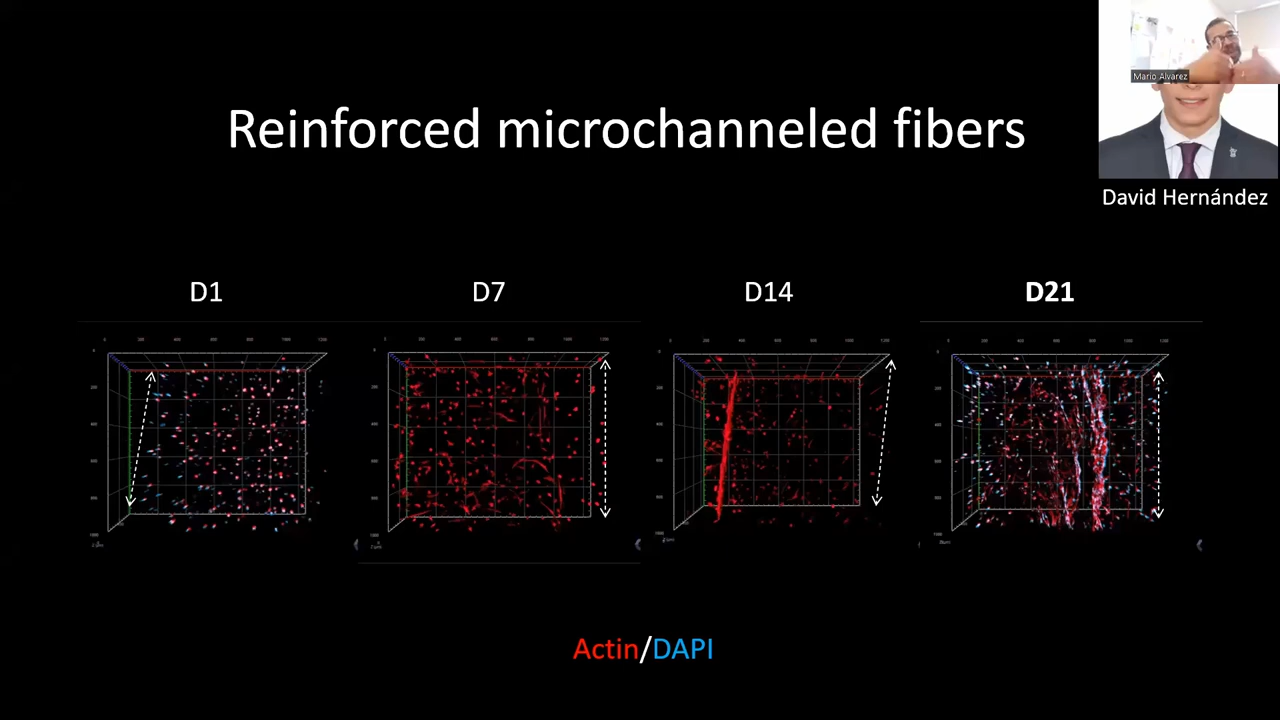 Mario Alvarez
Reinforced microchanneled fibers
David Hernández
D1
D7
D14
D21
Actin/DAPI